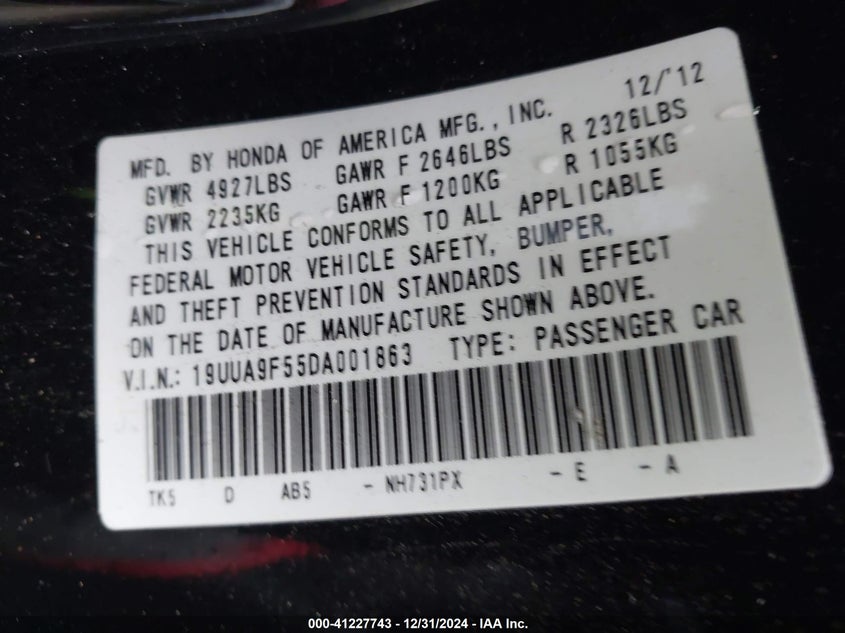 12/'12
MFD. BY HONDA OF AMERICA MFG., INC.
GVWR 4927LBS GAWR F 2646LBS R 2326LBS
GVWR 2235KG GAWR F 1200KG R 1055KG
THIS VEHICLE CONFORMS TO ALL APPLICABLE
FEDERAL MOTOR VEHICLE SAFETY, BUMPER,
AND THEFT PREVENTION STANDARDS IN EFFECT
ON THE DATE OF MANUFACTURE SHOWN ABOVE.
V.I.N.: 19UUA9F55DA001863 TYPE: PASSENGER CAR
TK5 D AB5 - NH731PX - E - A
000-41227743 - 12/31/2024 - IAA Inc.